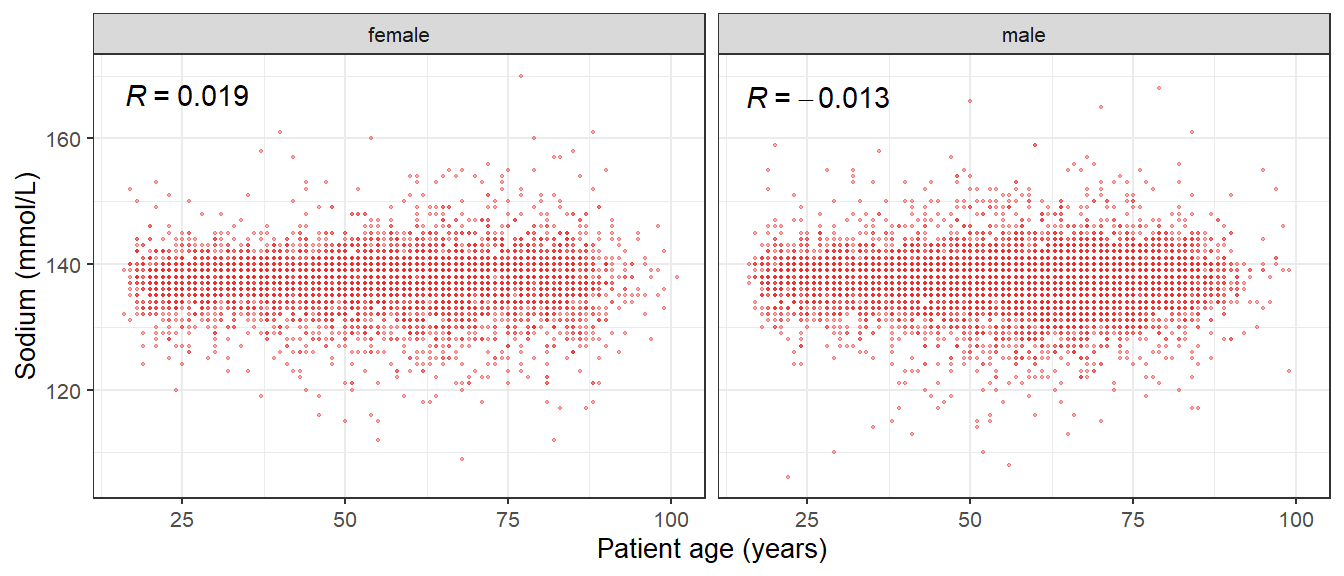 female
male
R = 0.019
R = −0.013
160
140
120
Sodium (mmol/L)
25 50 75 100
25 50 75 100
Patient age (years)